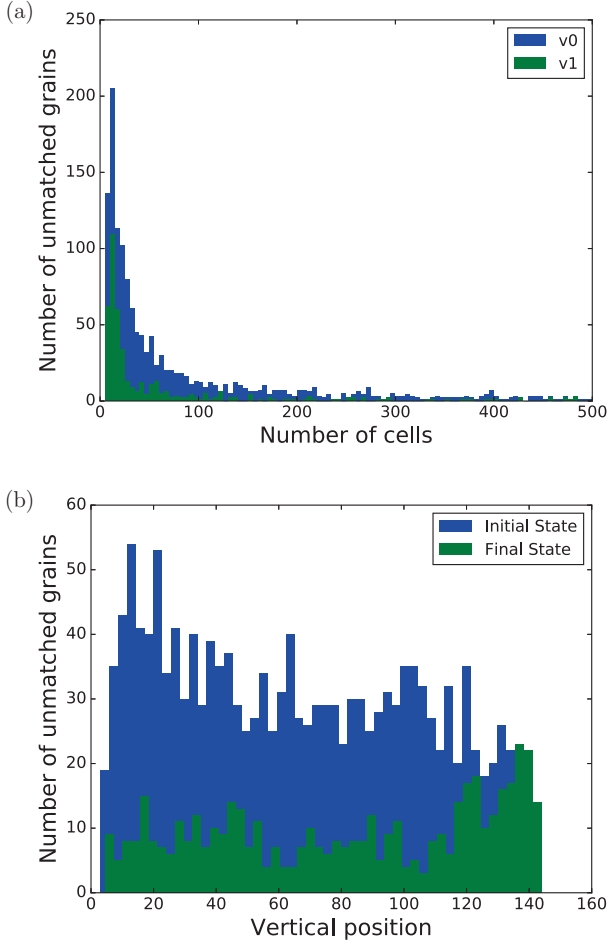 (a)
250
200
150
100
50
0
Number of unmatched grains
v0
v1
0 100 200 300 400 500
Number of cells
(b)
60
50
40
30
20
10
0
Number of unmatched grains
Initial State
Final State
0 20 40 60 80 100 120 140 160
Vertical position